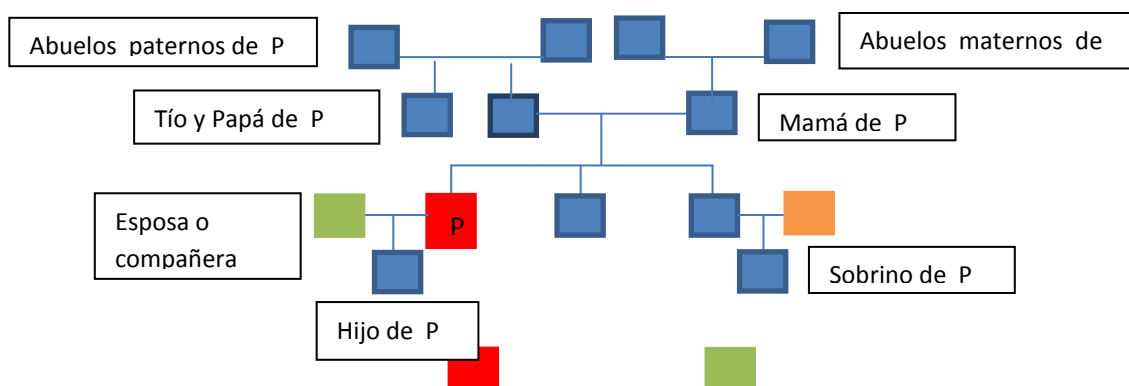 Abuelos paternos de P
Abuelos maternos de
Tío y Papá de P
Mamá de P
Esposa o
compañera
P
Sobrino de P
Hijo de P